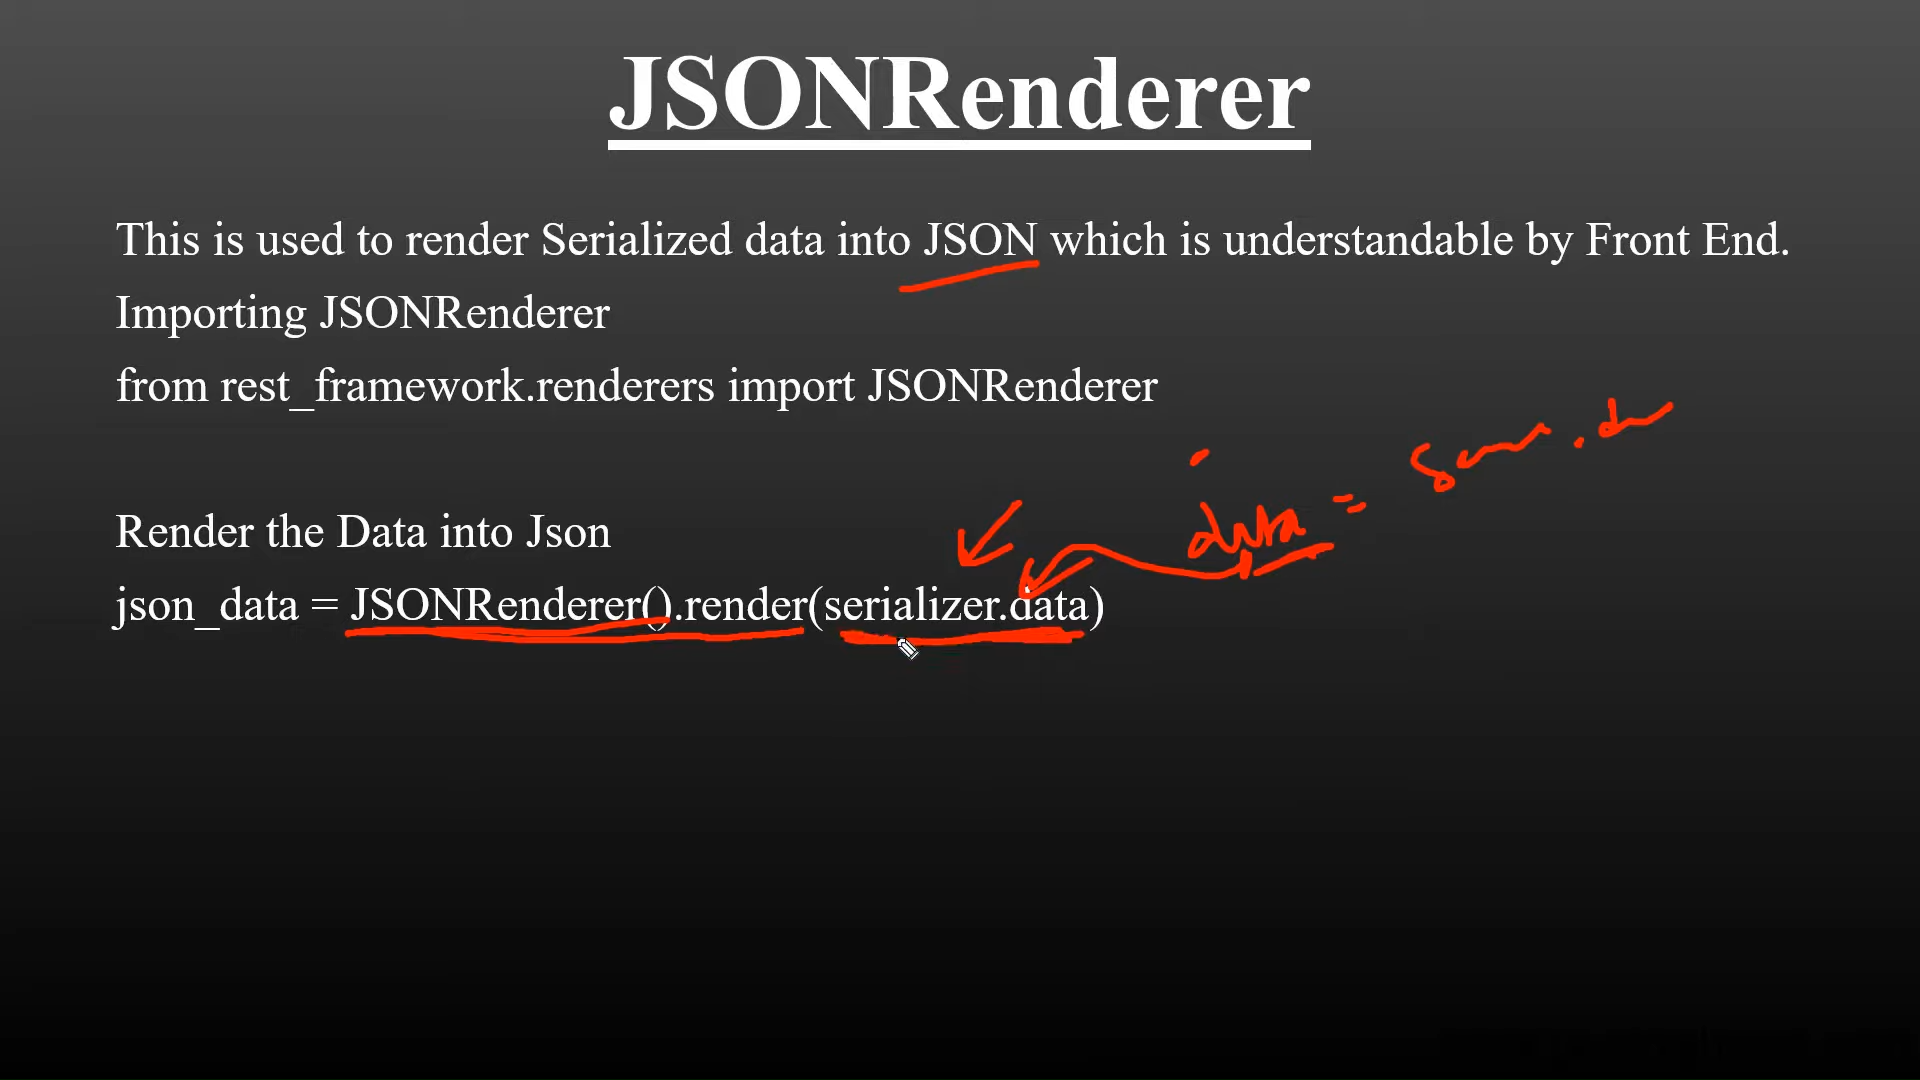 JSONRenderer
This is used to render Serialized data into JSON which is understandable by Front End.
Importing JSONRenderer
from rest_framework.renderers import JSONRenderer
data =
Render the Data into Json
json_data = JSONRenderer().render(serializer.data)